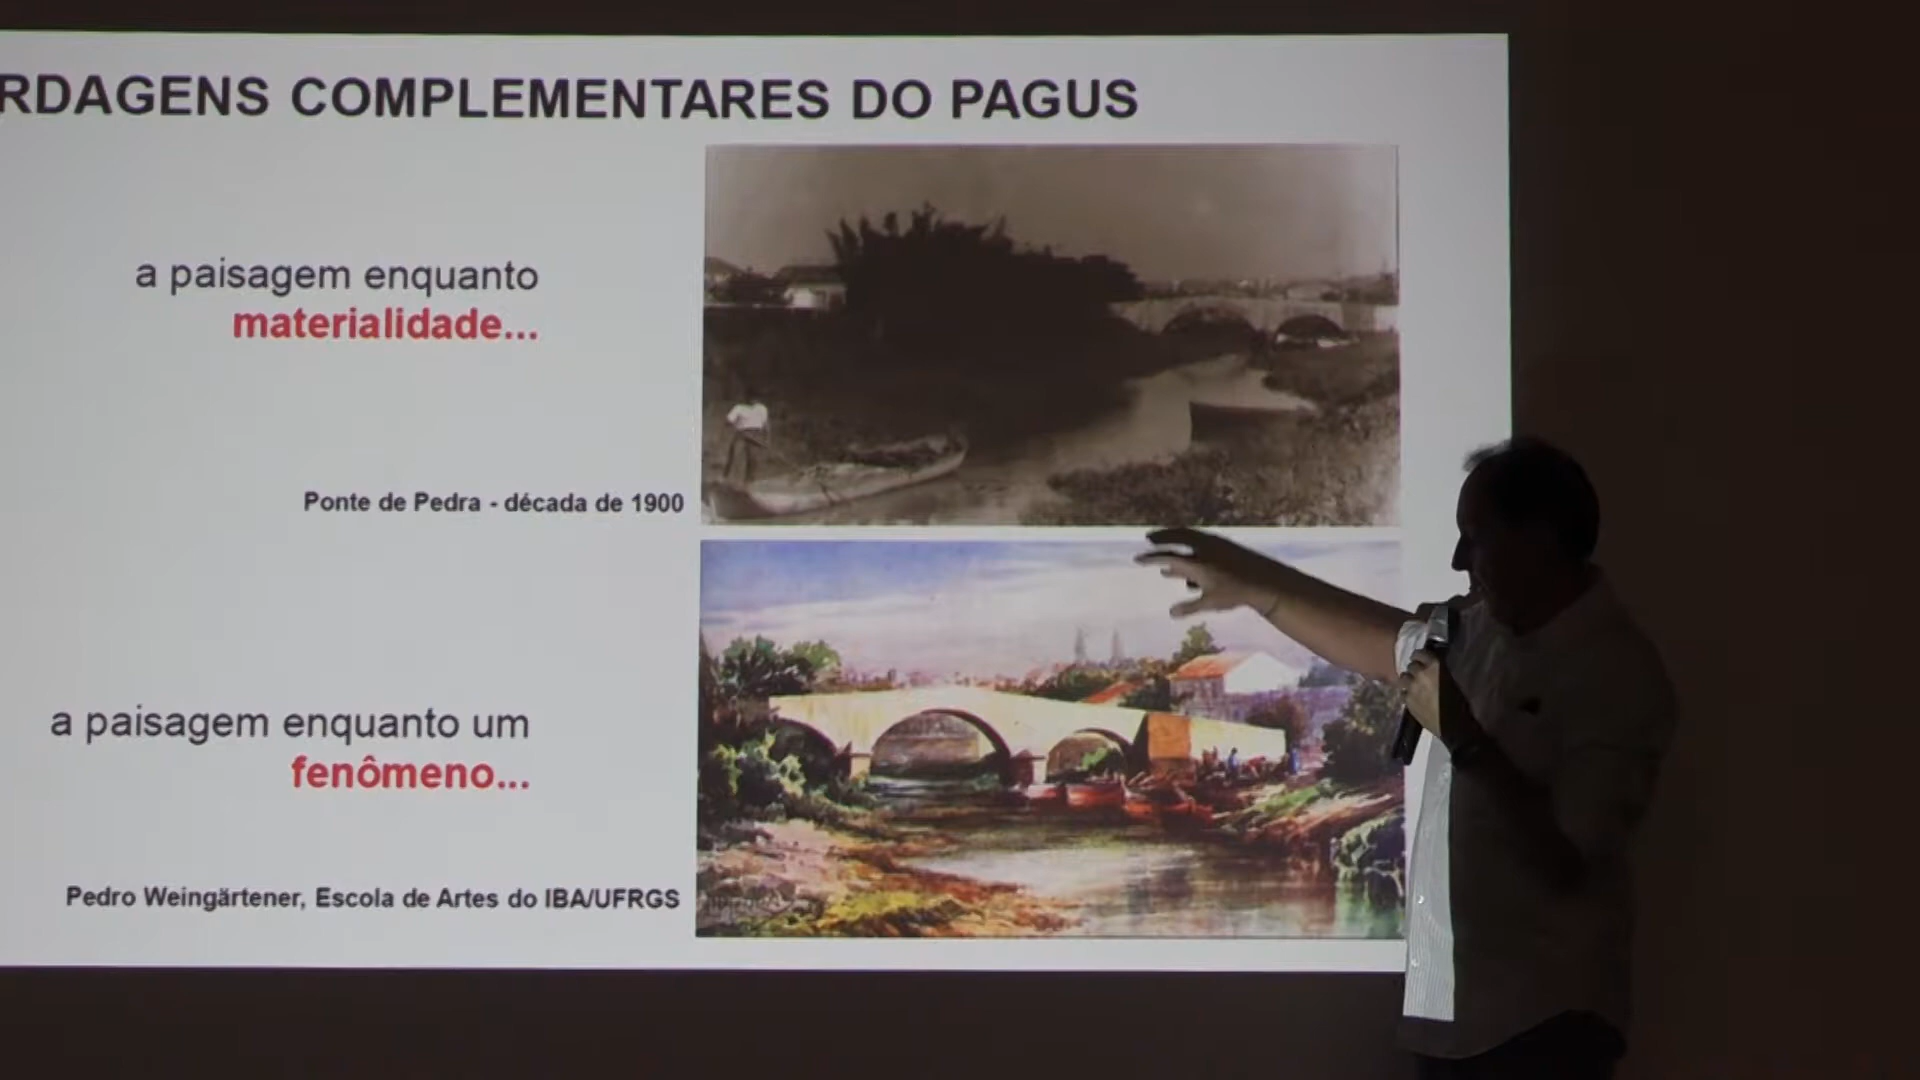 RDAGENS COMPLEMENTARES DO PAGUS
a paisagem enquanto
materialidade...
Ponte de Pedra - década de 1900
a paisagem enquanto um
fenômeno...
Pedro Weingärtener, Escola de Artes do IBA/UFRGS